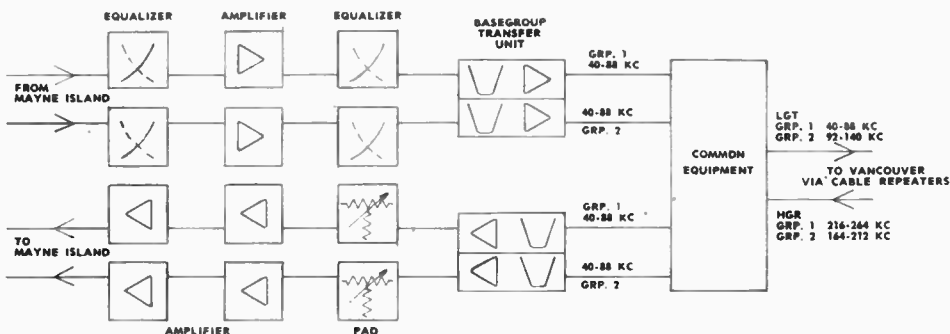 EQUALIZER
AMPLIFIER
EQUALIZER
BASEGROUP
TRANSFER
UNIT
GRP. 1
40-88 KC
FROM
MAYNE ISLAND
40-88 KC
GRP. 2
COMMON
EQUIPMENT
LGT
GRP. 1 40-88 KC
GRP. 2 92-140 KC
TO VANCOUVER
VIA CABLE REPEATERS
HGR
GRP. 1 216-264 KC
GRP. 2 164-212 KC
GRP. 1
40-88 KC
TO
MAYNE ISLAND
40-88 KC
GRP. 2
AMPLIFIER
PAD